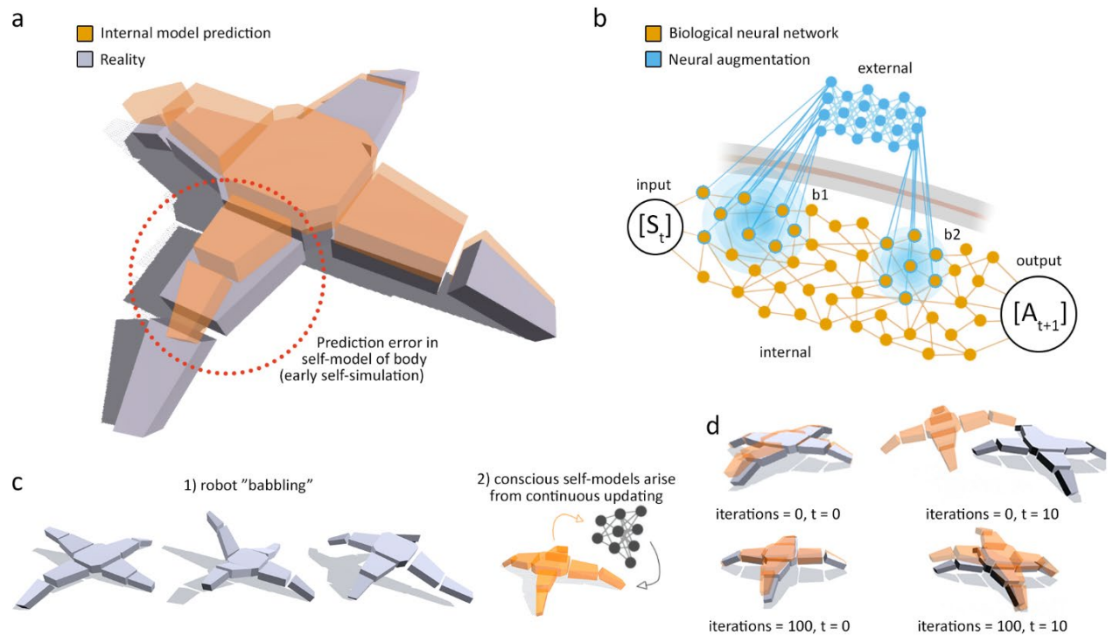 a
Internal model prediction
Reality
Prediction error in
self-model of body
(early self-simulation)
b
Biological neural network
Neural augmentation
external
input
[Sₜ]
b1
b2
output
[Aₜ₊₁]
internal
c
1) robot ”babbling”
2) conscious self-models arise
from continuous updating
d
iterations = 0, t = 0
iterations = 0, t = 10
iterations = 100, t = 0
iterations = 100, t = 10